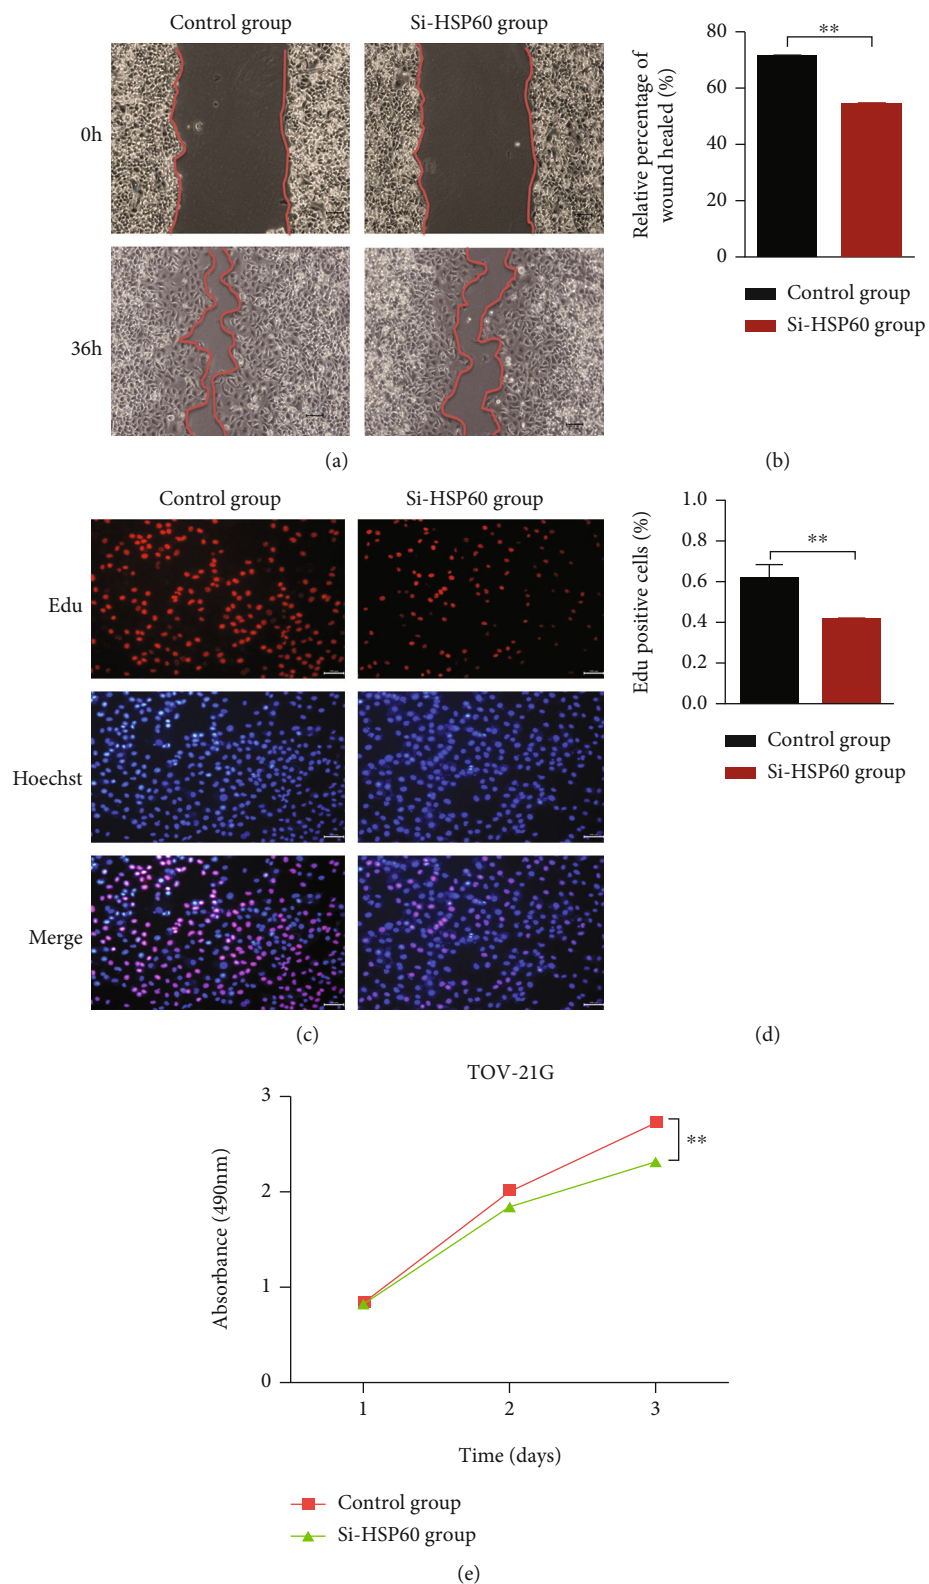 Control group
Si-HSP60 group
0h
36h
(a)
Relative percentage of
wound healed (%)
80
60
40
20
0
**
Control group
Si-HSP60 group
(b)
Control group
Si-HSP60 group
Edu
Hoechst
Merge
(c)
Edu positive cells (%)
1.0
0.8
0.6
0.4
0.2
0.0
**
Control group
Si-HSP60 group
(d)
TOV-21G
Absorbance (490nm)
3
2
1
0
**
1 2 3
Time (days)
Control group
Si-HSP60 group
(e)